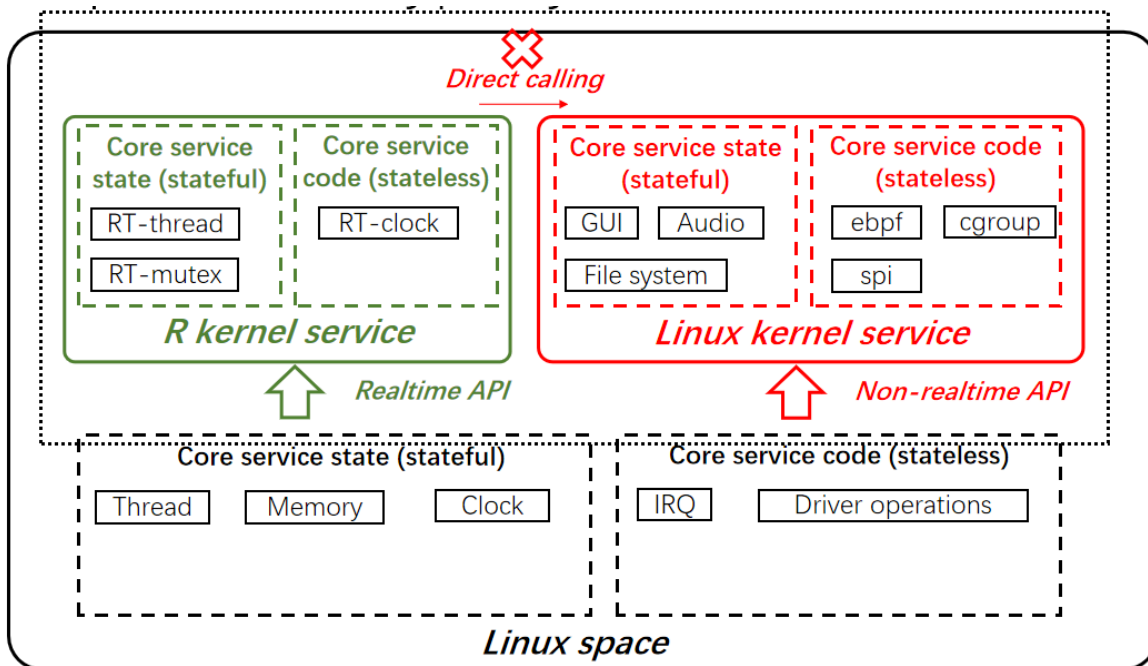 Direct calling
Core service
state (stateful)
RT-thread
RT-mutex
Core service
code (stateless)
RT-clock
R kernel service
Core service state
(stateful)
GUI
Audio
File system
Core service code
(stateless)
ebpf
cgroup
spi
Linux kernel service
Realtime API
Non-realtime API
Core service state (stateful)
Thread
Memory
Clock
Core service code (stateless)
IRQ
Driver operations
Linux space